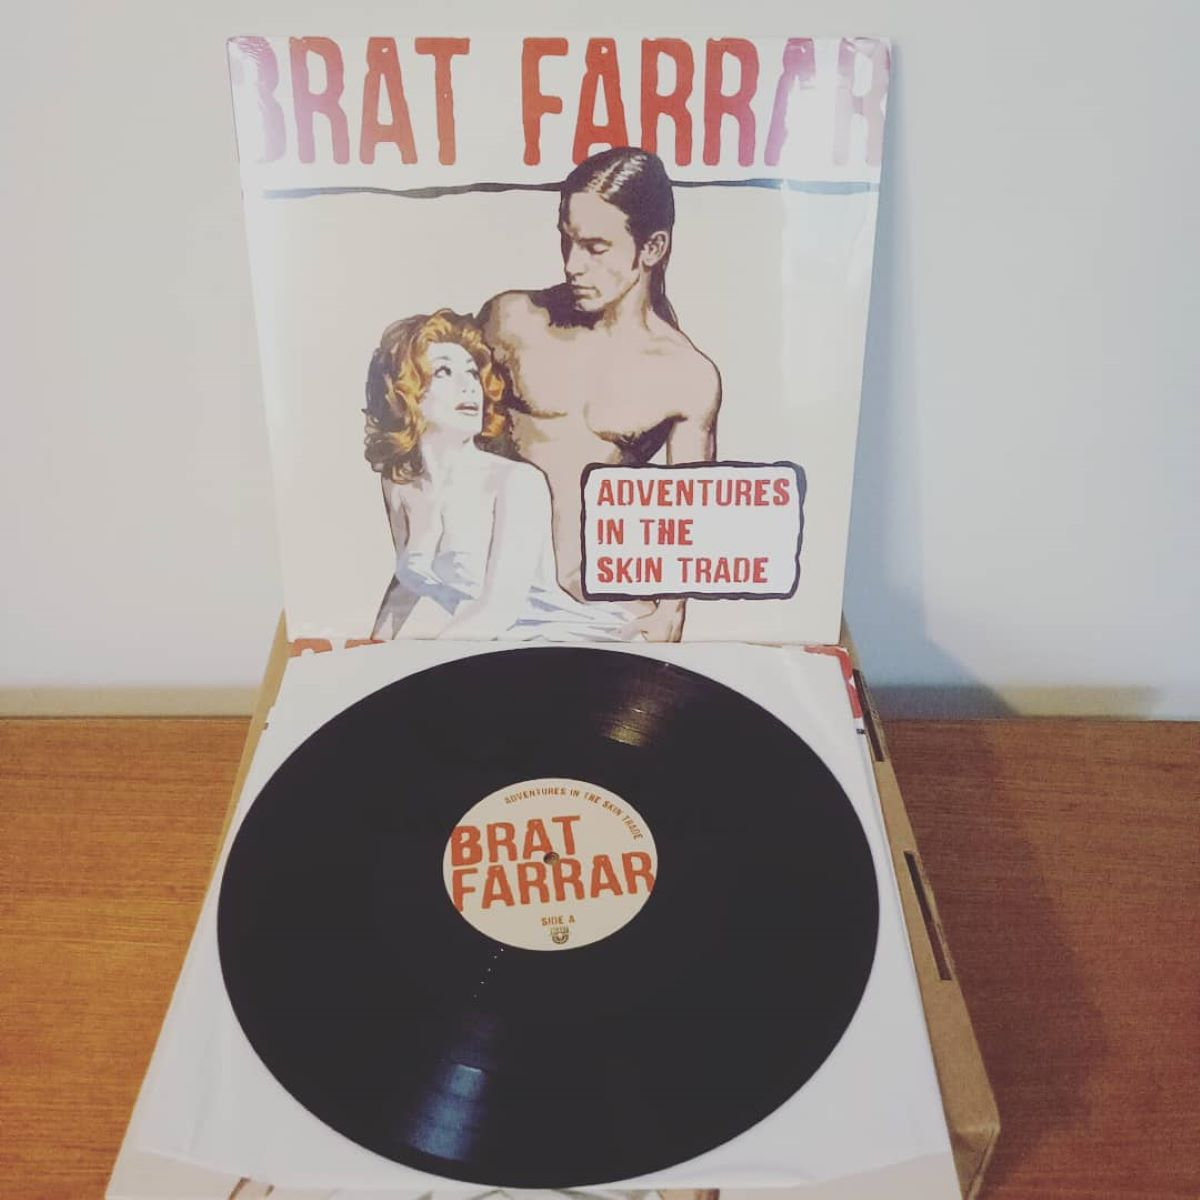 BRAT FARRAR
ADVENTURES
IN THE
SKIN TRADE
ADVENTURES IN THE SKIN TRADE
BRAT
FARRAR
SIDE A